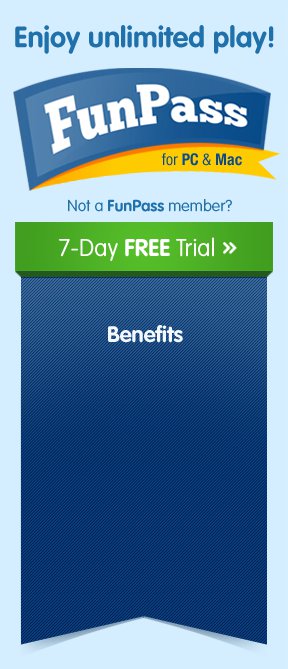 Enjoy unlimited play!
FunPass
for PC & Mac
Not a FunPass member?
7-Day FREE Trial »
Benefits